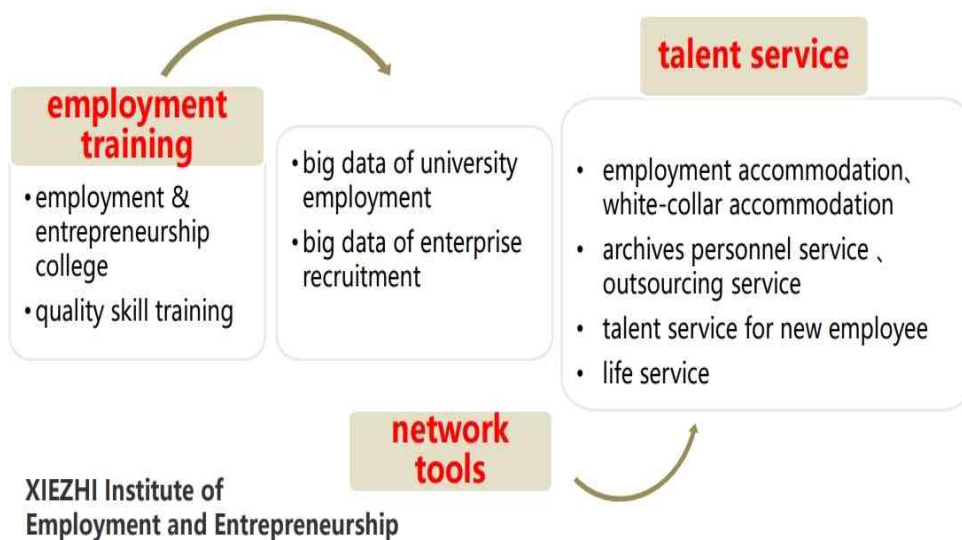 employment
training
• employment &
entrepreneurship
college
• quality skill training
• big data of university
employment
• big data of enterprise
recruitment
network
tools
talent service
• employment accommodation、
white-collar accommodation
• archives personnel service 、
outsourcing service
• talent service for new employee
• life service
XIEZHI Institute of
Employment and Entrepreneurship